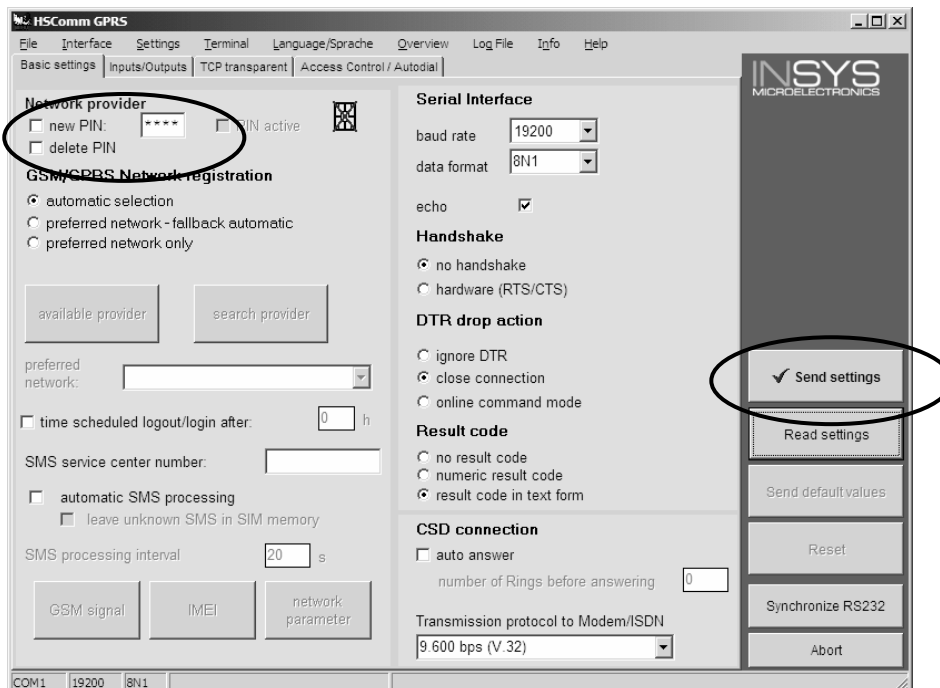 HSComm GPRS
File Interface Settings Terminal Language/Sprache Overview Log File Info Help
Basic settings Inputs/Outputs TCP transparent Access Control / Autodial
INSYS
MICROELECTRONICS
Network provider
new PIN: **** PIN active
delete PIN
GSM/GPRS Network registration
automatic selection
preferred network - fallback automatic
preferred network only
available provider search provider
preferred
network:
time scheduled logout/login after: 0 h
SMS service center number:
automatic SMS processing
leave unknown SMS in SIM memory
SMS processing interval 20 s
GSM signal IMEI network
parameter
Serial Interface
baud rate 19200
data format 8N1
echo
Handshake
no handshake
hardware (RTS/CTS)
DTR drop action
ignore DTR
close connection
online command mode
Result code
no result code
numeric result code
result code in text form
CSD connection
auto answer
number of Rings before answering 0
Transmission protocol to Modem/ISDN
9.600 bps (V.32)
Send settings
Read settings
Send default values
Reset
Synchronize RS232
Abort
COM1 19200 8N1